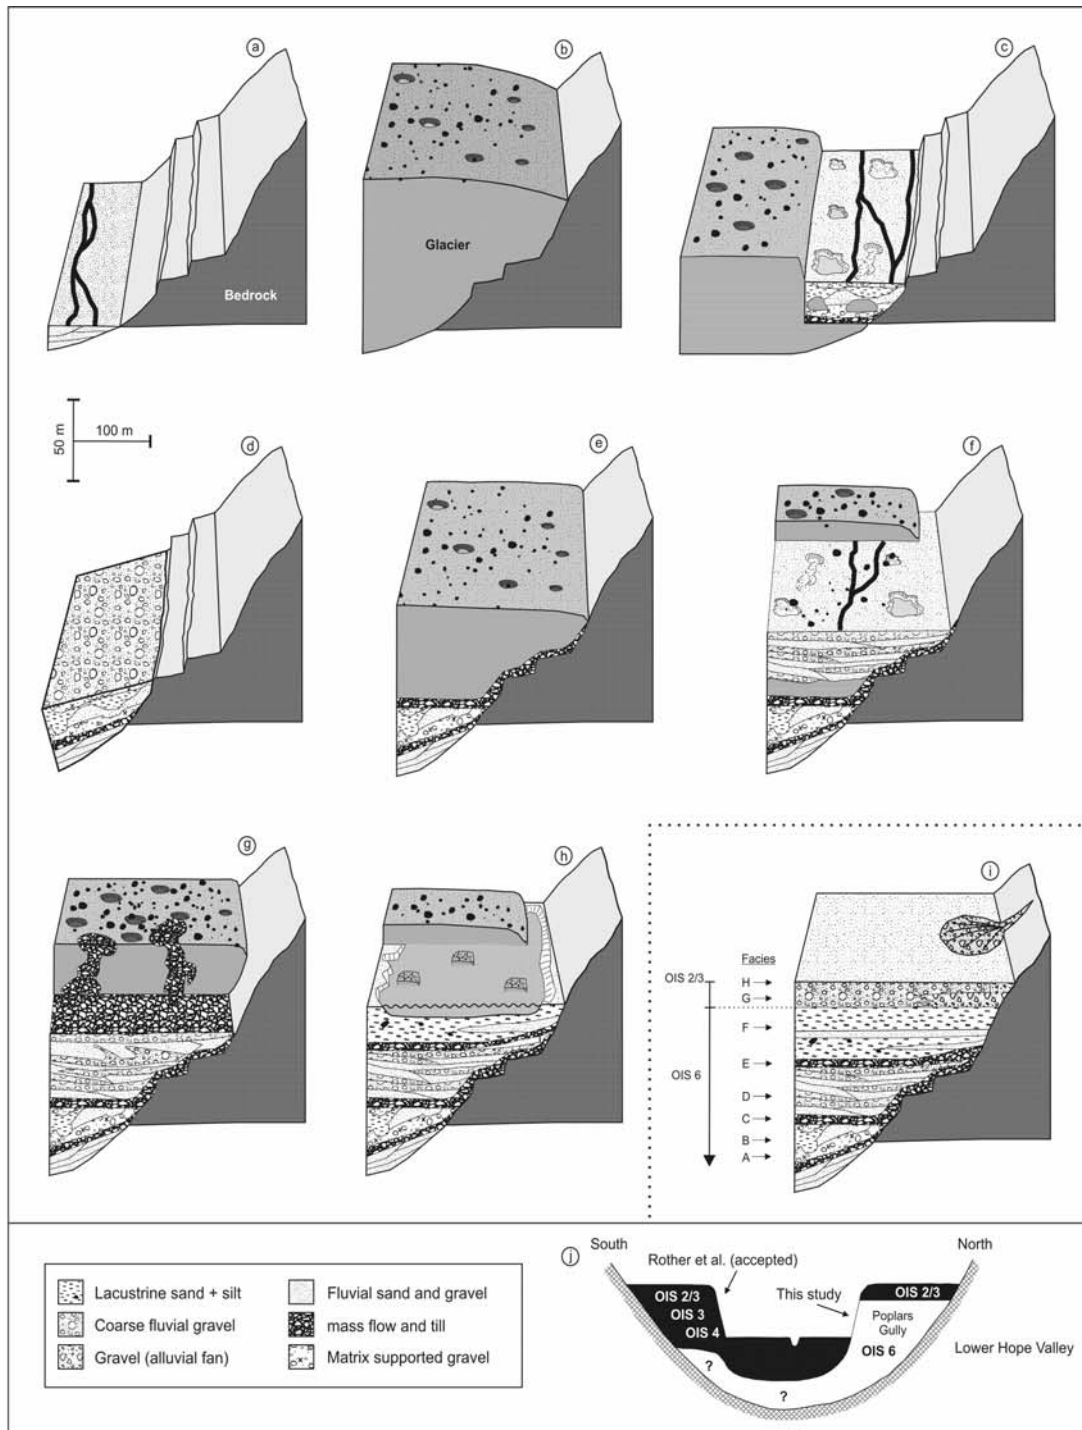 a
b
c
Glacier
Bedrock
50 m
100 m
d
e
f
g
h
i
Facies
OIS 2/3
H
G
F
OIS 6
E
D
C
B
A
Lacustrine sand + silt
Fluvial sand and gravel
Coarse fluvial gravel
mass flow and till
Gravel (alluvial fan)
Matrix supported gravel
j
South
North
Rother et al. (accepted)
This study
OIS 2/3
OIS 2/3
OIS 3
OIS 4
Poplars
Gully
OIS 6
Lower Hope Valley
?
?